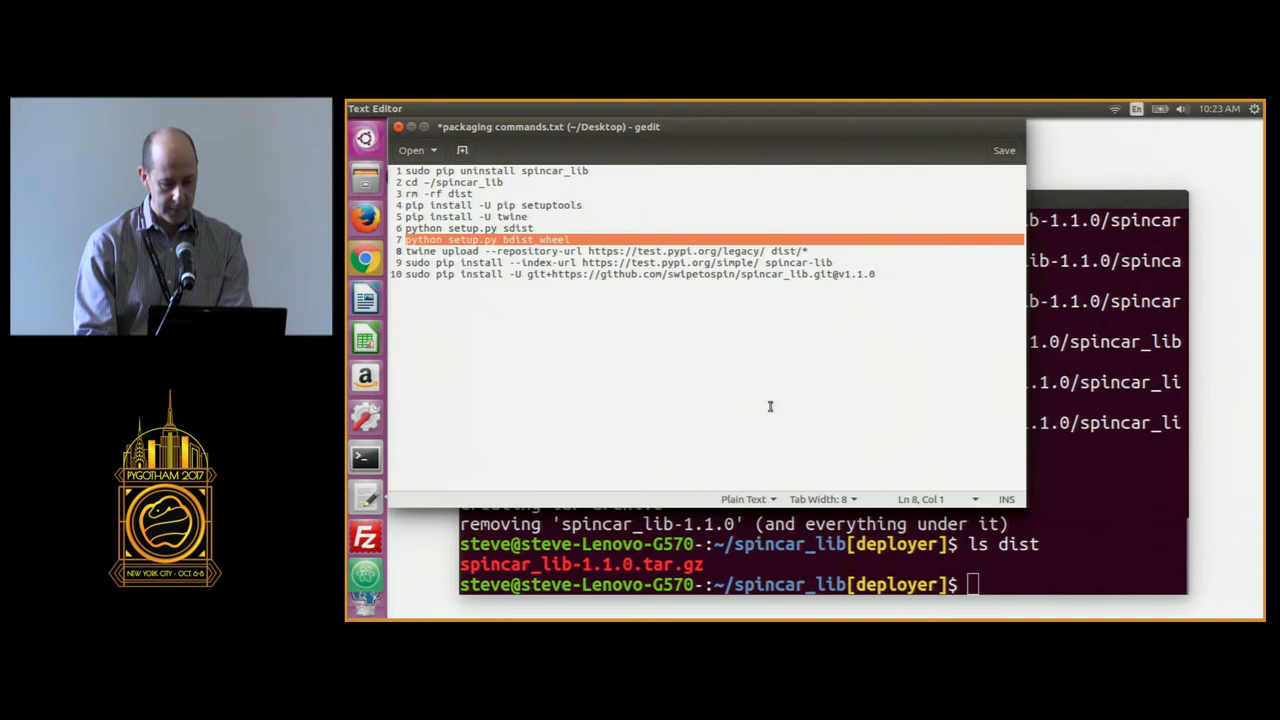 Text Editor
En
10:23 AM
*packaging commands.txt (~/Desktop) - gedit
Open
Save
1 sudo pip uninstall spincar_lib
2 cd ~/spincar_lib
3 rm -rf dist
4 pip install -U pip setuptools
5 pip install -U twine
6 python setup.py sdist
7 python setup.py bdist_wheel
8 twine upload --repository-url https://test.pypi.org/legacy/ dist/*
9 sudo pip install --index-url https://test.pypi.org/simple/ spincar-lib
10 sudo pip install -U git+https://github.com/swipetospin/spincar_lib.git@v1.1.0
b-1.1.0/spincar
ib-1.1.0/spinca
b-1.1.0/spincar
1.0/spincar_lib
.1.0/spincar_li
.1.0/spincar_li
Plain Text
Tab Width: 8
Ln 8, Col 1
INS
removing 'spincar_lib-1.1.0' (and everything under it)
steve@steve-Lenovo-G570-:~/spincar_lib[deployer]$ ls dist
spincar_lib-1.1.0.tar.gz
steve@steve-Lenovo-G570-:~/spincar_lib[deployer]$
a
Fz
PYGOTHAM 2017
NEW YORK CITY - OCT. 6-8